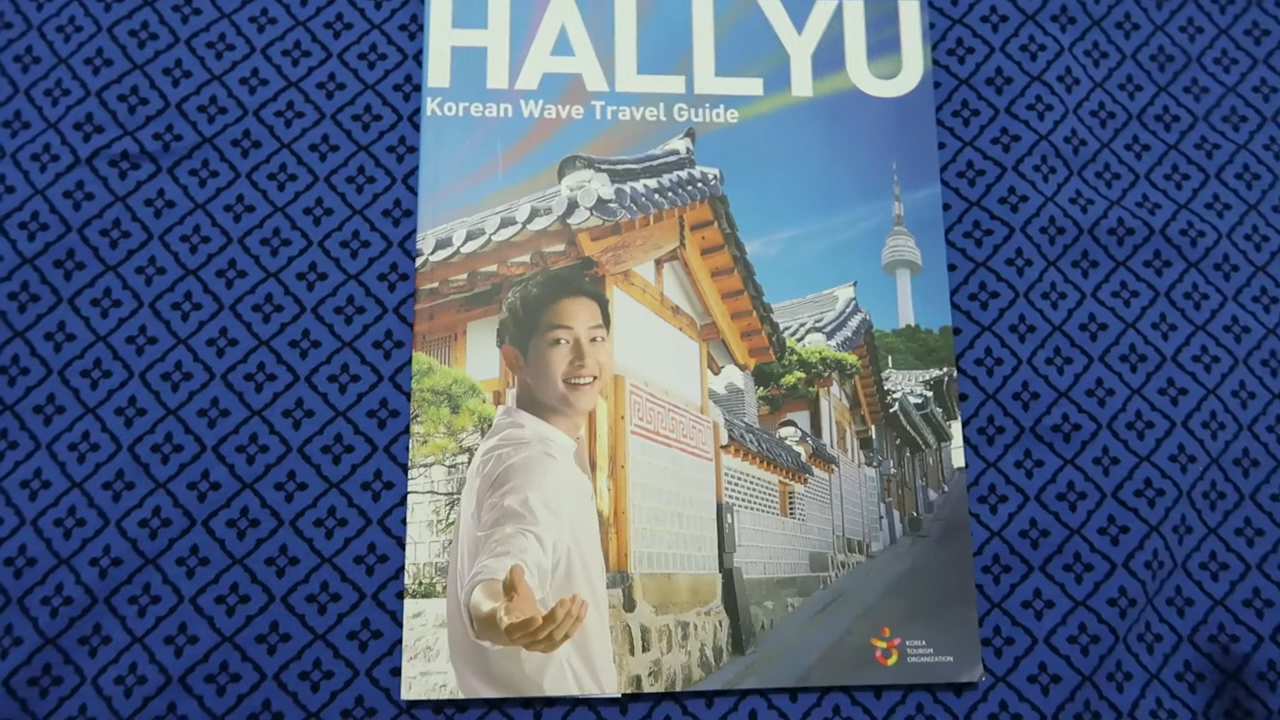 HALLYU
Korean Wave Travel Guide
KOREA
TOURISM
ORGANIZATION